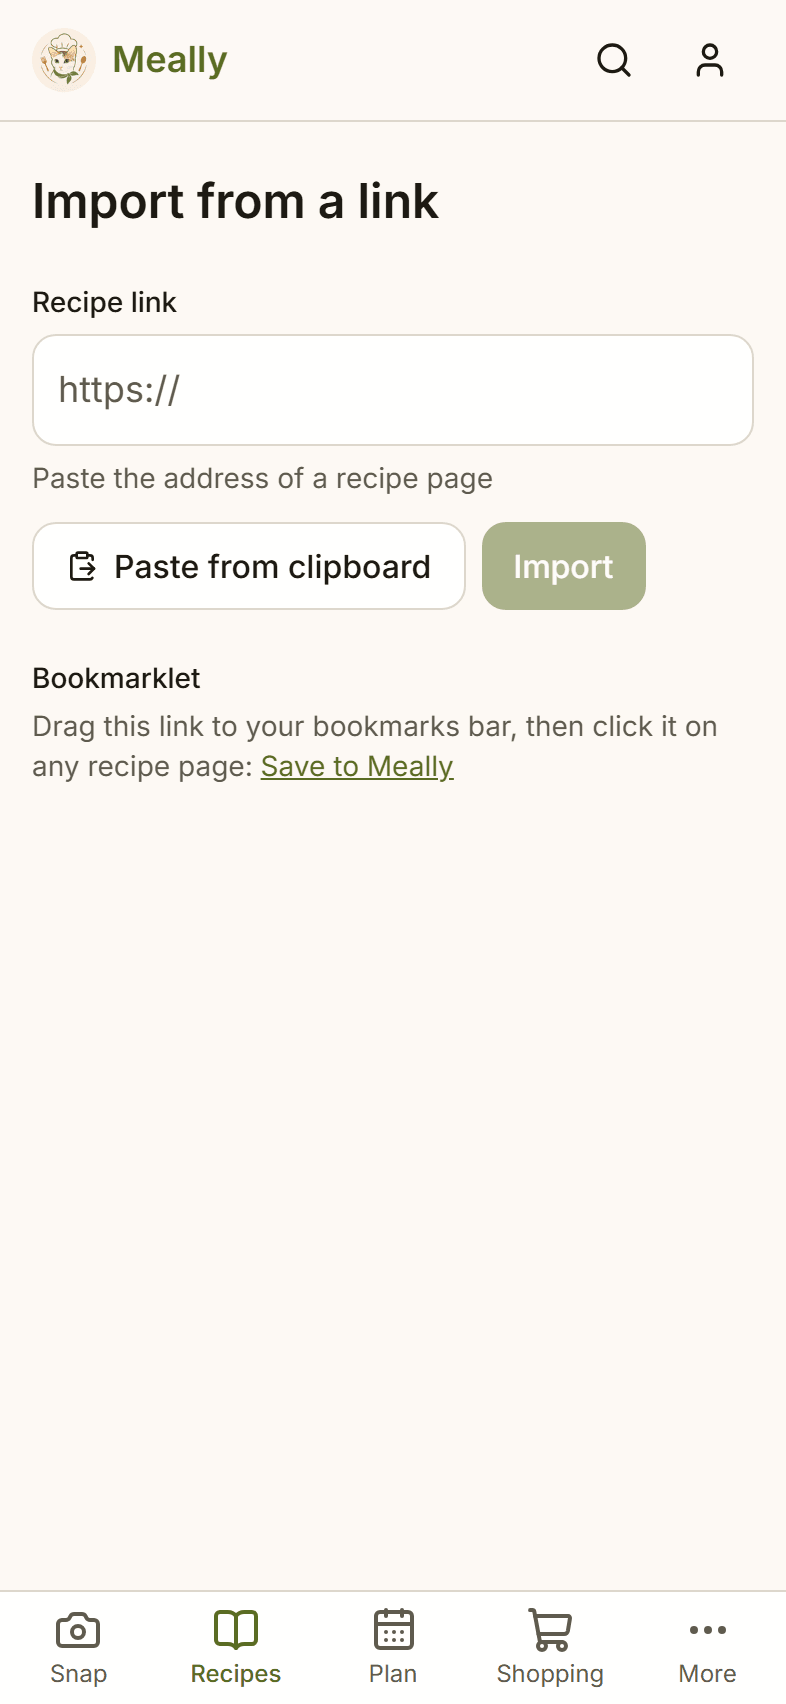 Meally
Import from a link
Recipe link
https://
Paste the address of a recipe page
Paste from clipboard
Import
Bookmarklet
Drag this link to your bookmarks bar, then click it on
any recipe page: Save to Meally
Snap
Recipes
Plan
Shopping
More